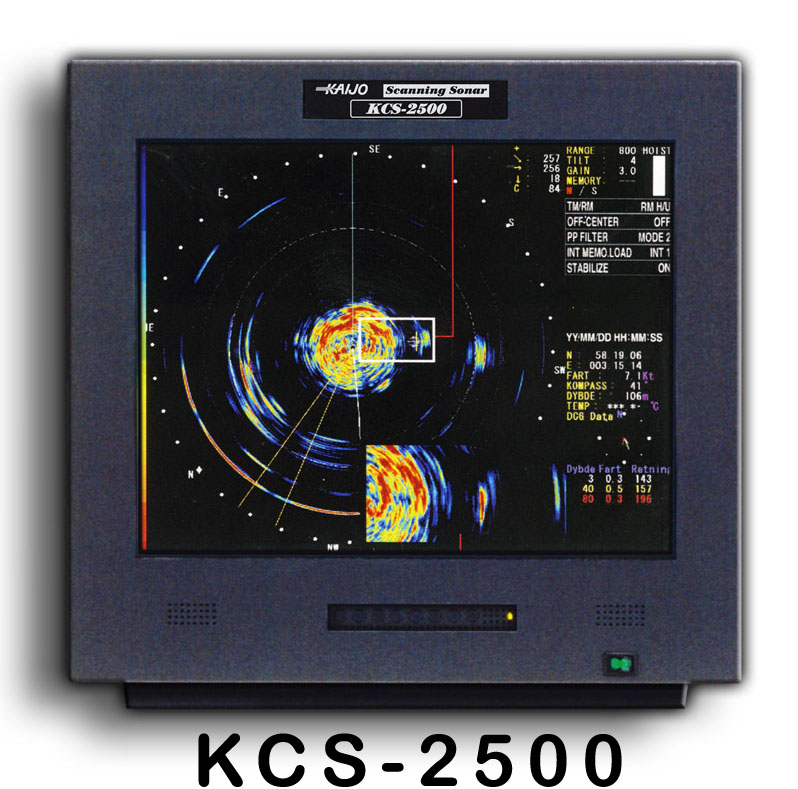 KAIJO Scanning Sonar
KCS-2500
SE
E
S
NE
SW
N
NW
257
256
18
C : 84
RANGE 800 HOIST
TILT : 4
GAIN : 3.0
MEMORY: ---
M / S
TM/RM RM H/U
OFF-CENTER OFF
PP FILTER MODE 2
INT MEMO.LOAD INT 1
STABILIZE ON
YY:MM/DD HH:MM:SS
N : 58 19.06
E : 003 15.14
FART : 7.1Kt
KOMPASS : 41°
DYBDE : 106m
TEMP : ***.*- °C
DCG Data N
Dybde Fart Retning
3 0.3 143
40 0.5 157
80 0.3 196
KCS-2500